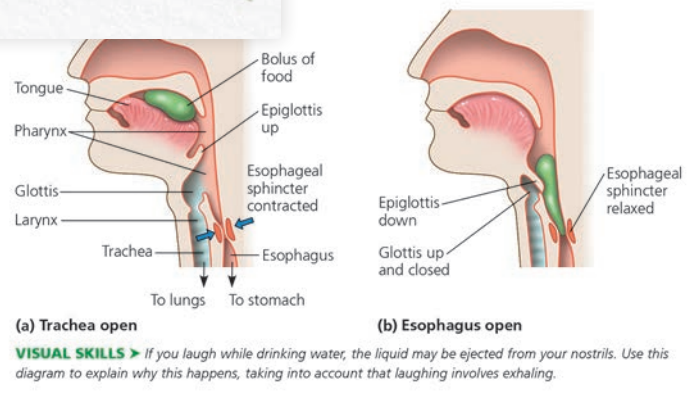 Bolus of
food
Tongue
Epiglottis
up
Pharynx
Esophageal
sphincter
contracted
Glottis
Larynx
Trachea
Esophagus
To lungs
To stomach
(a) Trachea open
Esophageal
sphincter
relaxed
Epiglottis
down
Glottis up
and closed
(b) Esophagus open
VISUAL SKILLS ➤ If you laugh while drinking water, the liquid may be ejected from your nostrils. Use this
diagram to explain why this happens, taking into account that laughing involves exhaling.